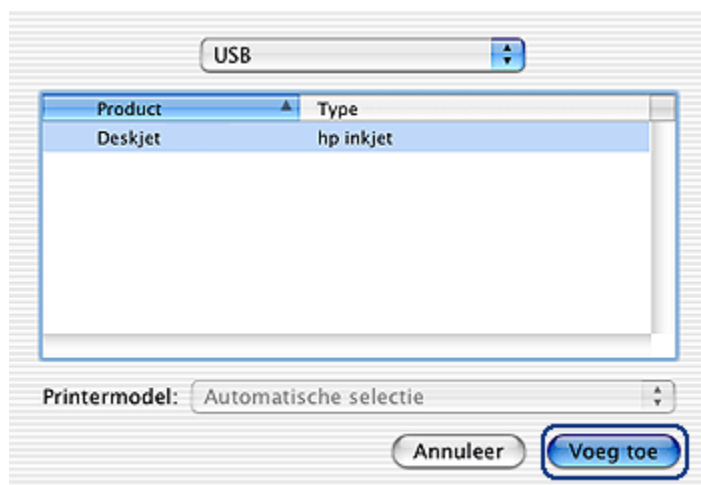 USB
Product Type
Deskjet hp inkjet
Printermodel: Automatische selectie
Annuleer Voeg toe